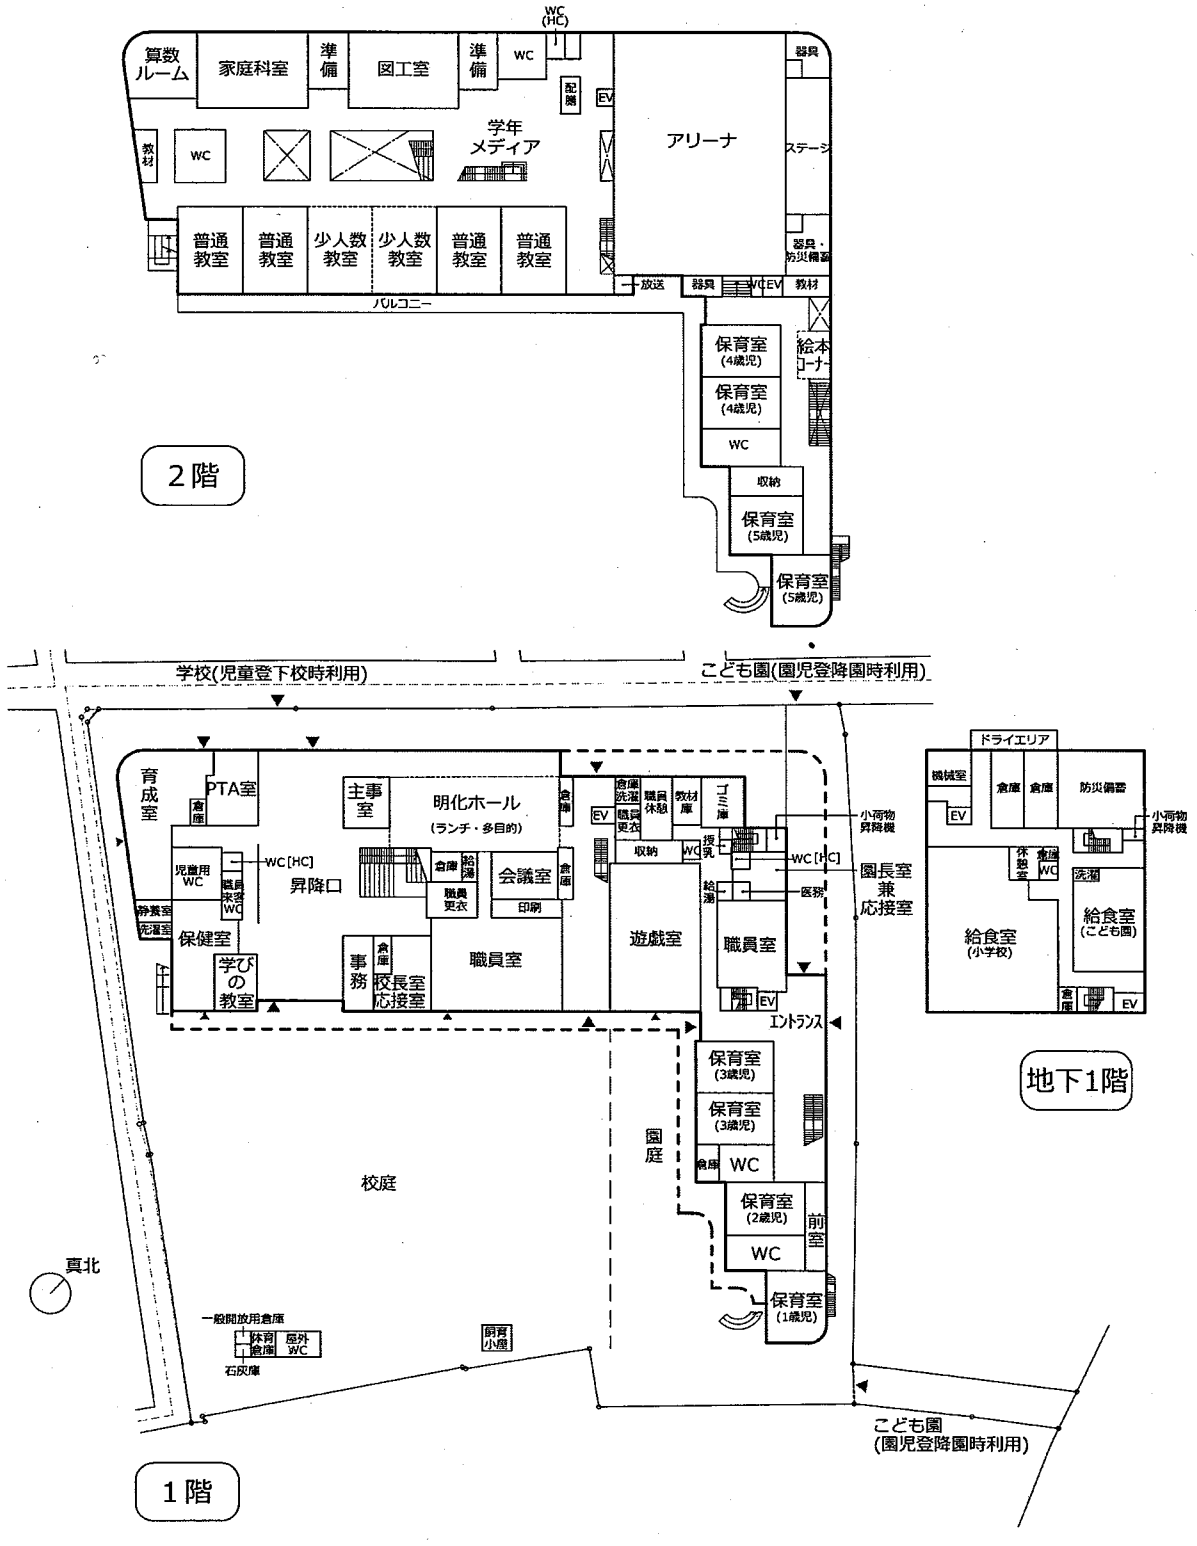 WC
(HC)
算数
ルーム
家庭科室
準備
図工室
準備
WC
配膳
EV
器具
学年
メディア
アリーナ
ステージ
教材
WC
普通
教室
普通
教室
少人数
教室
少人数
教室
普通
教室
普通
教室
器具・
防災備蓄
放送
器具
WC
EV
教材
バルコニー
保育室
(4歳児)
絵本
コーナー
保育室
(4歳児)
WC
収納
保育室
(5歳児)
保育室
(5歳児)
2階
学校(児童登下校時利用)
こども園(園児登降園時利用)
育成室
PTA室
倉庫
主事室
明化ホール
(ランチ・多目的)
倉庫
EV
倉庫
洗濯
職員
更衣
職員
休憩
教材庫
ゴミ庫
小荷物
昇降機
収納
WC
授乳
WC[HC]
園長室
兼
応接室
児童用
WC
WC[HC]
職員
来客
WC
昇降口
倉庫
給湯
会議室
倉庫
職員
更衣
印刷
給湯
医務
静養室
洗濯室
保健室
学びの
教室
事務
倉庫
校長室
応接室
職員室
遊戯室
職員室
EV
エントランス
保育室
(3歳児)
保育室
(3歳児)
倉庫
WC
園庭
校庭
保育室
(2歳児)
前室
WC
保育室
(1歳児)
真北
一般開放用倉庫
体育
倉庫
屋外
WC
石灰庫
飼育
小屋
こども園
(園児登降園時利用)
1階
ドライエリア
機械室
倉庫
倉庫
防災備蓄
EV
小荷物
昇降機
休憩室
倉庫
WC
洗濯
給食室
(小学校)
給食室
(こども園)
倉庫
EV
地下1階